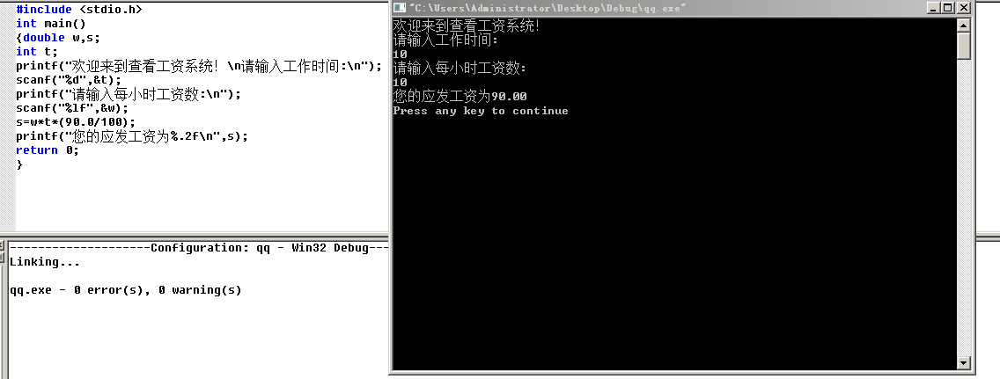 #include <stdio.h>
int main()
{double w,s;
int t;
printf("欢迎来到查看工资系统! \n请输入工作时间:\n");
scanf("%d",&t);
printf("请输入每小时工资数:\n");
scanf("%lf",&w);
s=w*t*(90.0/100);
printf("您的应发工资为%.2f\n",s);
return 0;
}
--------------------Configuration: qq - Win32 Debug---
Linking...
qq.exe - 0 error(s), 0 warning(s)
"C:\Users\Administrator\Desktop\Debug\qq.exe"
欢迎来到查看工资系统!
请输入工作时间:
10
请输入每小时工资数:
10
您的应发工资为90.00
Press any key to continue